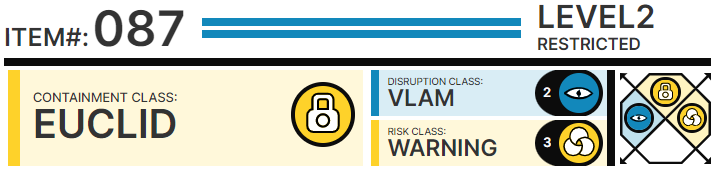 ITEM#: 087
LEVEL2
RESTRICTED
CONTAINMENT CLASS:
EUCLID
DISRUPTION CLASS:
VLAM
2
RISK CLASS:
WARNING
3